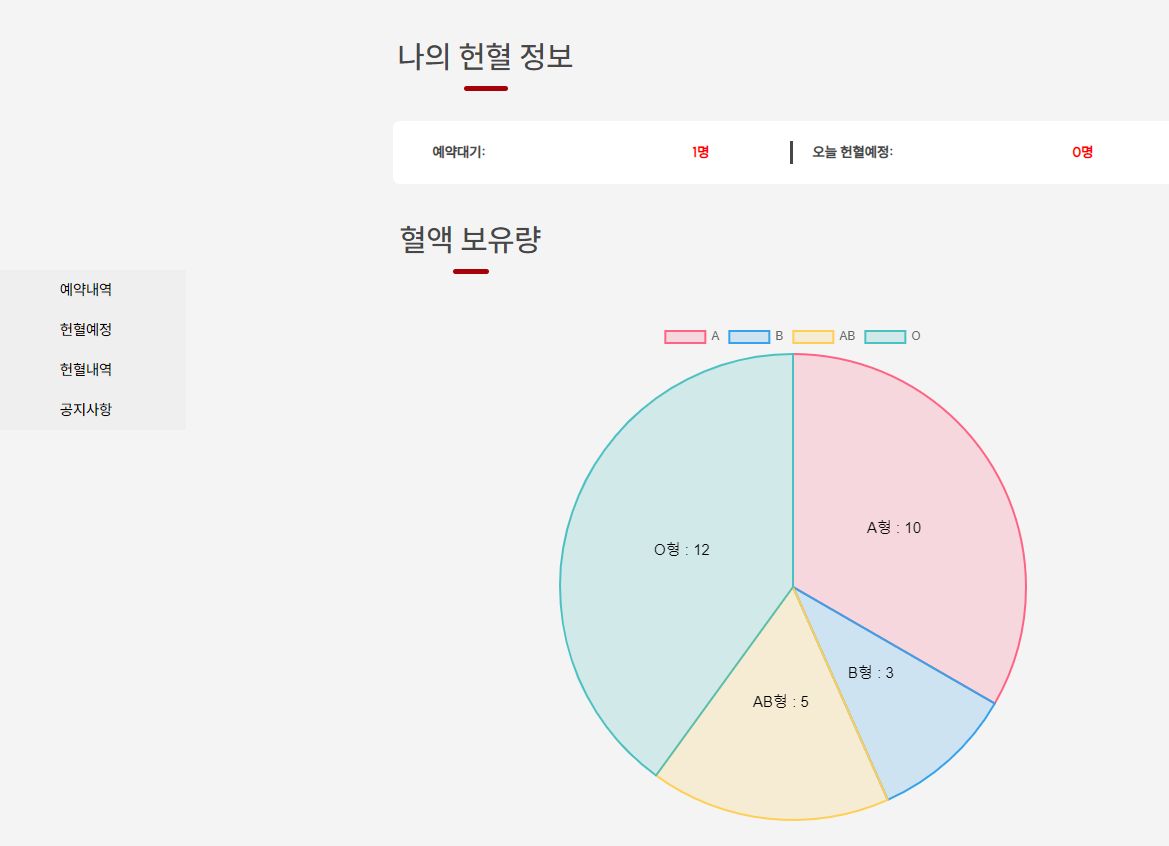 나의 헌혈 정보
예약대기: 1명 오늘 헌혈예정: 0명
혈액 보유량
예약내역
헌혈예정
헌혈내역
공지사항
A B AB O
A형 : 10
O형 : 12
B형 : 3
AB형 : 5